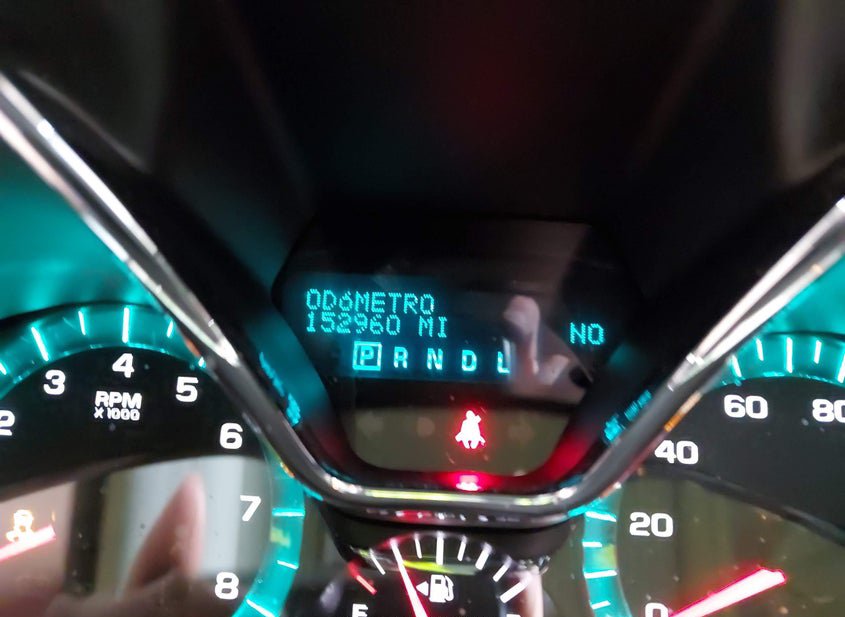 ODóMETRO
152960 MI
NO
P R N D L
2 3 4 5 6 7 8
RPM
X1000
0 20 40 60 80
E